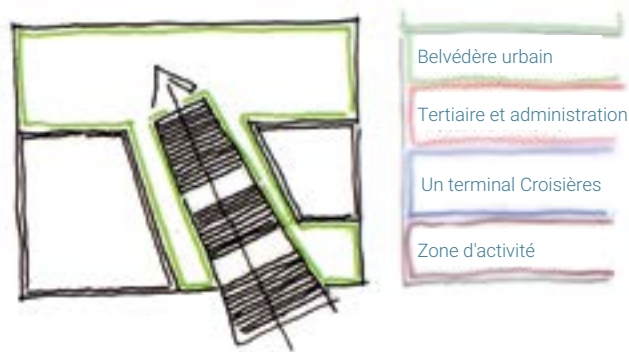 Belvédère urbain
Tertiaire et administration
Un terminal Croisières
Zone d'activité